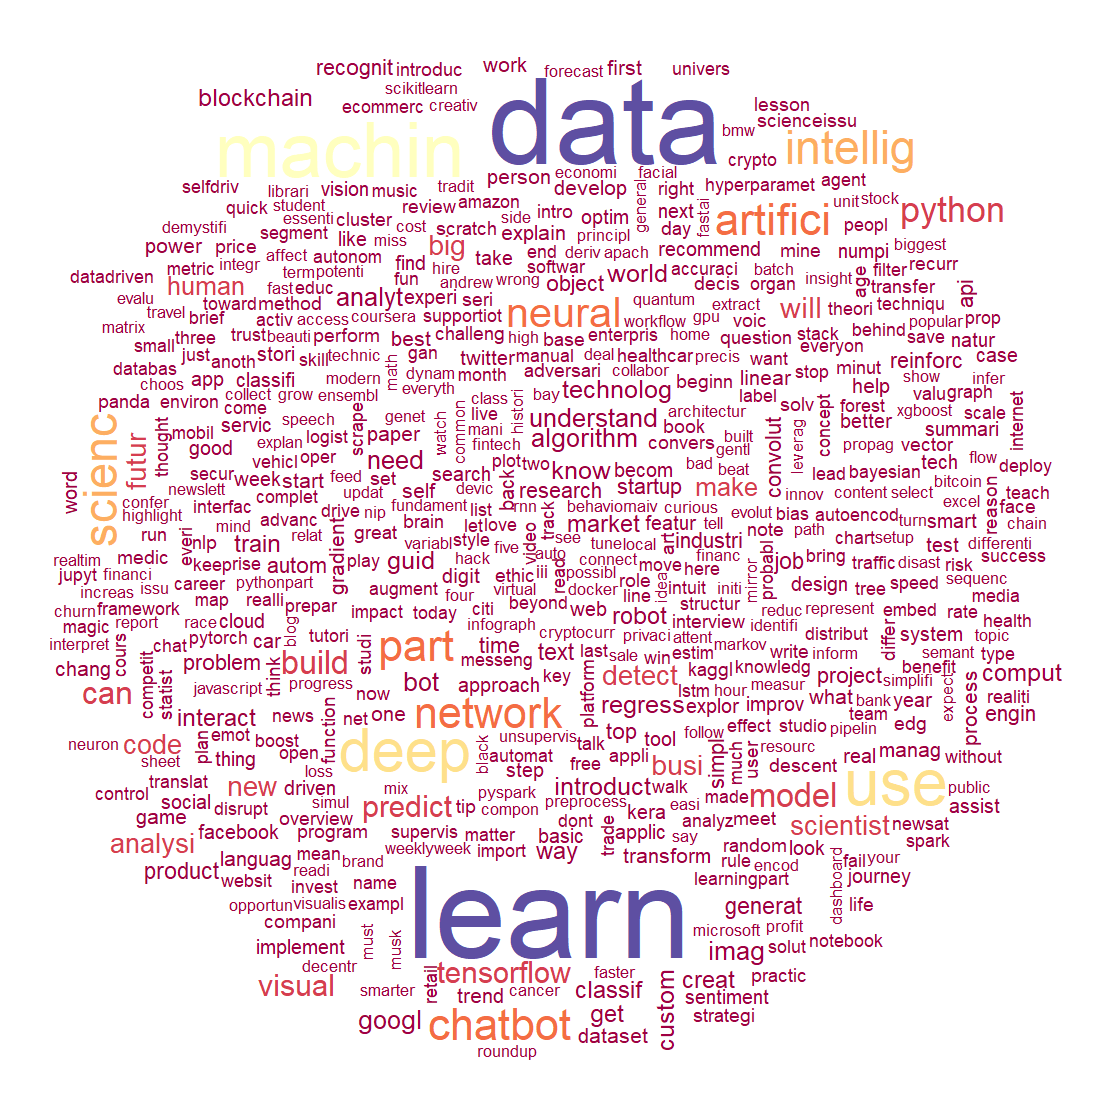 recognit introduc work forecast first univers
blockchain scikitlearn ecommerc creativ data lesson
machin bmw scienceissu intellig crypto
selfdriv librari vision music tradit person economi facial develop general right hyperparamet agent
quick student essenti cluster review amazon side intro optim next fastai artifici unit stock python
demystifi segment cost scratch explain principl day peopl
power price like miss big take end deriv apach recommend mine numpi biggest
datadriven metric integr affect autonom find hire softwar world accuraci batch insight age filter recurr
human termpotenti fun andrew wrong object decis organ transfer api
evalu fast educ analyt experi seri quantum extract will theori techniqu
travel toward method access coursera supportiot neural workflow gpu voic popular prop
matrix brief activ high base enterpris home question stack behind save natur
small three trust beauti perform best challeng everyon
just anoth stori skill technic gan twitter manual deal healthcar precis want minut reinforc case
databas choos app classifi modern math dynam month adversari collabor beginn linear stop help show infer
panda environ collect grow ensembl everyth class bay technolog label valu graph
come speech genet live histori understand architectur solv forest xgboost scale internet
scienc futur thought mobil servic logist scrape watch mani common algorithm book built concept better summari
good explan oper paper fintech convers gentl leverag propag vector
word vehicl need plot two know bad beat convolut lead bayesian tech flow deploy
secur week start feed set search back becom
newslett interfac complet updat self devic research startup make innov content select bitcoin excel teach
confer highlight mind advanc drive nip fundament list rnn track behaviornaiv curious evolut bias autoencod turn smart treason face chain
run everi nlp relat gradient great brain variabl letlove style video market featur tell note path
realtim medic train hack five auto see tunelocal art industri chart setup test differenti
jupyt financi keep rise autom play guid iii read connect move here financ mirror probabl job bring traffic disast risk success
increas issu career pythonpart augment digit ethic possibl role idea intuit initi design tree speed sequenc
churn framework map realli prepar four virtual docker line structur media
magic report race cloud blog impact today citi beyond web robot interview reduc represent embed rate health
interpret cours chat pytorch car tutori infograph cryptocurr privaci attent markov identifi distribut differ system topic
chang competit statist problem think studi part time messeng text last sale win estim write inform semant type
javascript build progress bot approach key platform detect kaggl knowledg project benefit simplifi comput
can interact now lstm hour measur what bank year expect process realiti
plan news net one network regress explor improv team engin
neuron code emot boost function unsupervis top follow effect studio pipelin edg
sheet thing open black automat talk appli tool simpl much user resourc real manag without
translat new loss deep step free busi walk descent use public
control driven mix pyspark introduct easi model assist
social disrupt simul predict tip compon preprocess kera made
game overview dont trade applic analyz meet scientist newsat
facebook program supervis matter basic say
analysi languag mean brand weeklyweek import way transform random look spark
product websit readi rule encod fail your
invest name learningpart dashboard journey
opportun visualis exampl learn generat life
compani must musk microsoft profit
implement imag solut notebook
decentr visual retail tensorflow faster creat practic
smarter trend cancer classif custom sentiment
googl chatbot get strategi
dataset
roundup